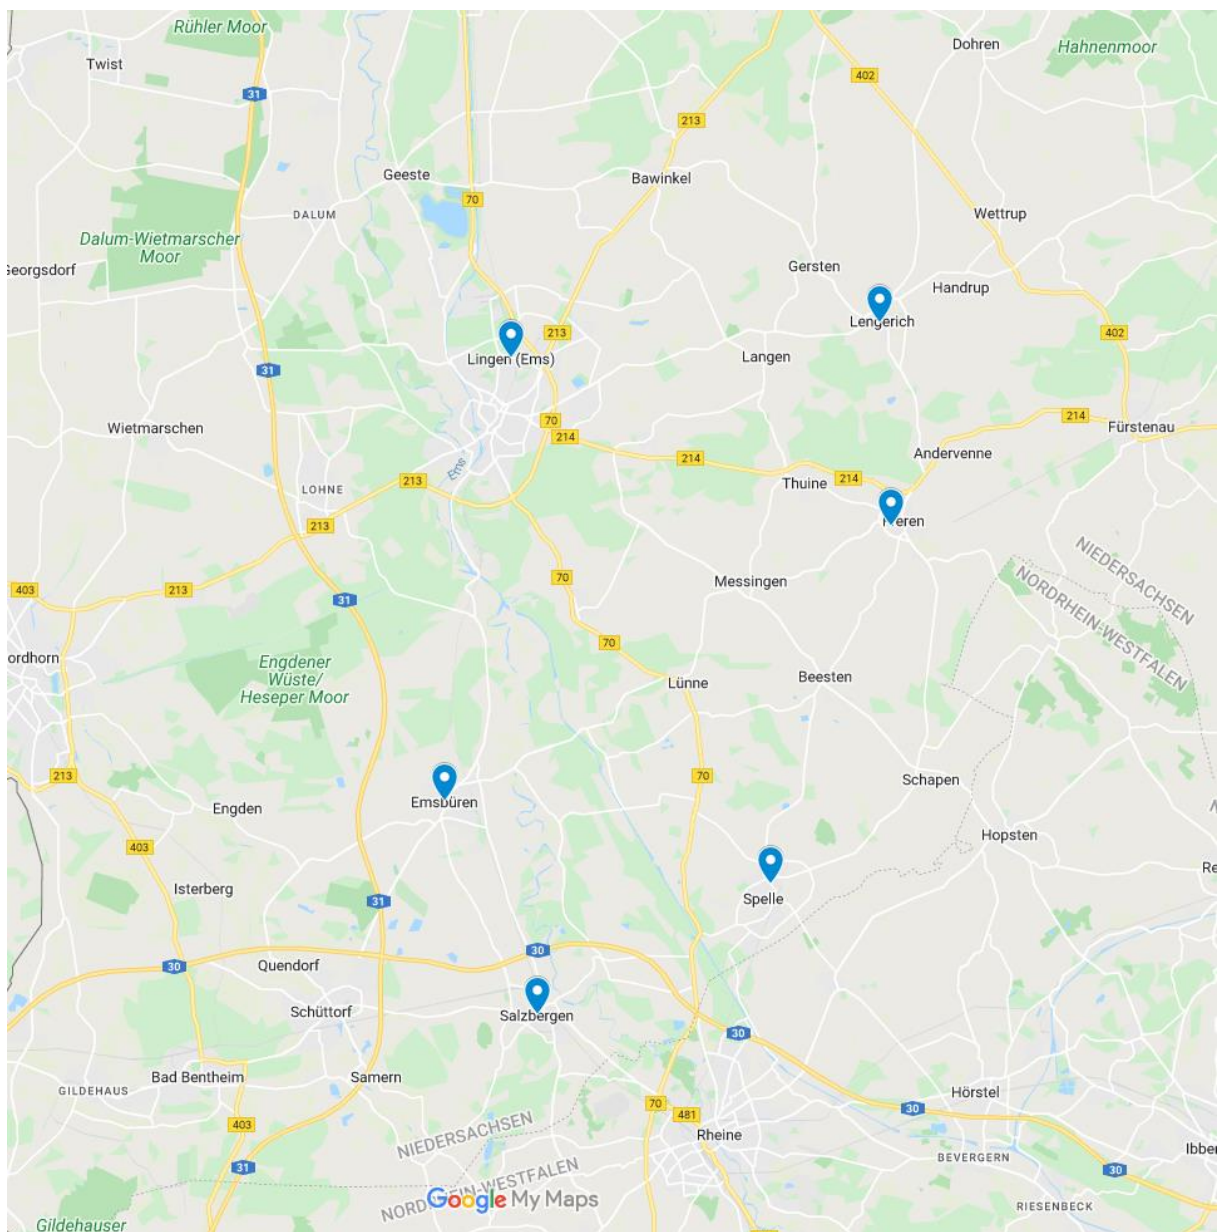 Rühler Moor
Twist
Dohren
Hahnenmoor
402
31
213
Geeste
Bawinkel
70
DALUM
Wettrup
Dalum-Wietmarscher
Moor
Georgsdorf
Gersten
Handrup
Lengerich
213
402
Lingen (Ems)
Langen
31
70
Wietmarschen
214
Fürstenau
214
Andervenne
Ems
214
213
Thuine
214
LOHNE
213
NIEDERSACHSEN
70
Messingen
403
213
31
NORDRHEIN-WESTFALEN
70
ordhorn
Engdener
Wüste/
Heseper Moor
Beesten
Lünne
213
70
Schapen
Emsbüren
Engden
Hopsten
403
Isterberg
Re
31
Spelle
30
30
Quendorf
Schüttorf
Salzbergen
30
Bad Bentheim
Samern
GILDEHAUS
Hörstel
70
30
481
403
NIEDERSACHSEN
Rheine
Ibbe
BEVERGERN
31
30
NORDRHEIN-WESTFALEN
Google My Maps
RIESENBECK
Gildehauser